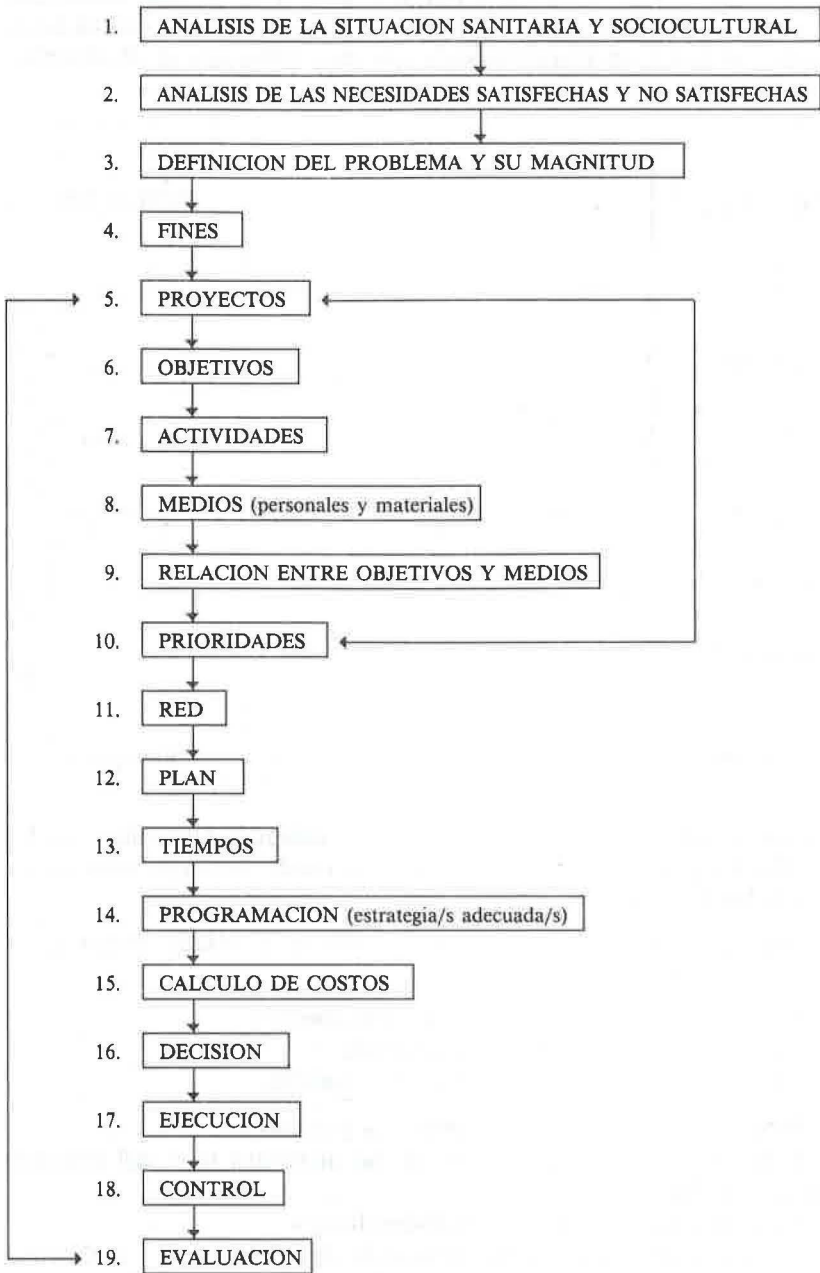 1. ANALISIS DE LA SITUACION SANITARIA Y SOCIOCULTURAL
2. ANALISIS DE LAS NECESIDADES SATISFECHAS Y NO SATISFECHAS
3. DEFINICION DEL PROBLEMA Y SU MAGNITUD
4. FINES
5. PROYECTOS
6. OBJETIVOS
7. ACTIVIDADES
8. MEDIOS (personales y materiales)
9. RELACION ENTRE OBJETIVOS Y MEDIOS
10. PRIORIDADES
11. RED
12. PLAN
13. TIEMPOS
14. PROGRAMACION (estrategia/s adecuada/s)
15. CALCULO DE COSTOS
16. DECISION
17. EJECUCION
18. CONTROL
19. EVALUACION